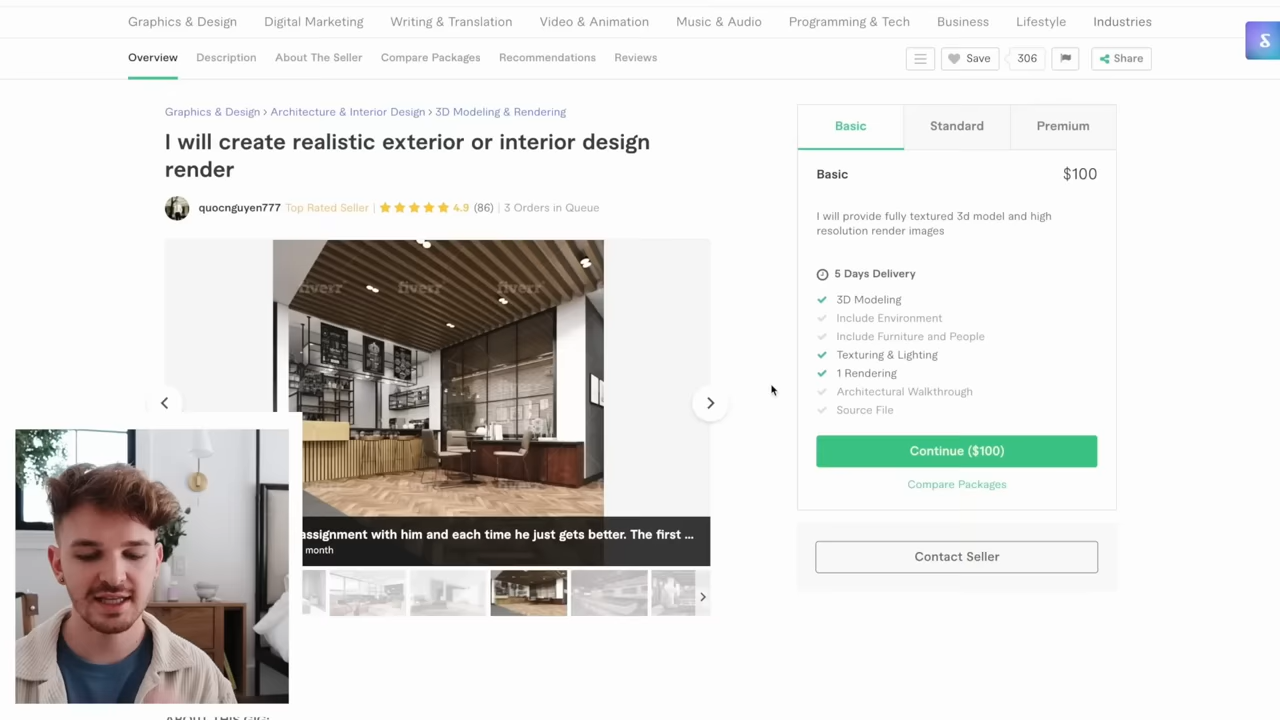 Graphics & Design Digital Marketing Writing & Translation Video & Animation Music & Audio Programming & Tech Business Lifestyle Industries
Overview Description About The Seller Compare Packages Recommendations Reviews Save 306 Share
Graphics & Design › Architecture & Interior Design › 3D Modeling & Rendering
I will create realistic exterior or interior design
render
quocnguyen777 Top Rated Seller | 4.9 (86) | 3 Orders in Queue
fiverr fiverr fiverr
fiverr
assignment with him and each time he just gets better. The first ...
month
Basic Standard Premium
Basic $100
I will provide fully textured 3d model and high
resolution render images
5 Days Delivery
3D Modeling
Include Environment
Include Furniture and People
Texturing & Lighting
1 Rendering
Architectural Walkthrough
Source File
Continue ($100)
Compare Packages
Contact Seller